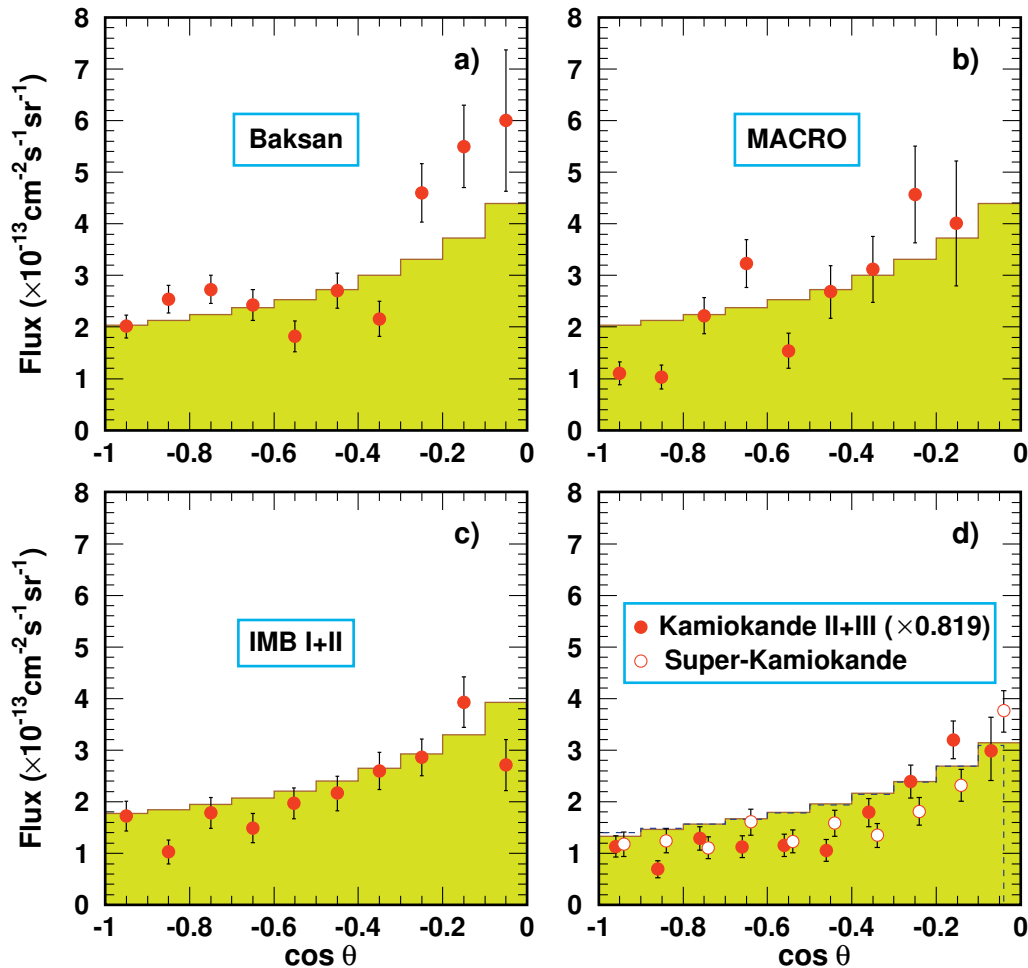 a)
Baksan
Flux (×10-13cm-2s-1sr-1)
8
7
6
5
4
3
2
1
0
-1 -0.8 -0.6 -0.4 -0.2 0
b)
MACRO
8
7
6
5
4
3
2
1
0
-1 -0.8 -0.6 -0.4 -0.2 0
c)
IMB I+II
Flux (×10-13cm-2s-1sr-1)
8
7
6
5
4
3
2
1
0
-1 -0.8 -0.6 -0.4 -0.2 0
cos θ
d)
Kamiokande II+III (×0.819)
Super-Kamiokande
8
7
6
5
4
3
2
1
0
-1 -0.8 -0.6 -0.4 -0.2 0
cos θ